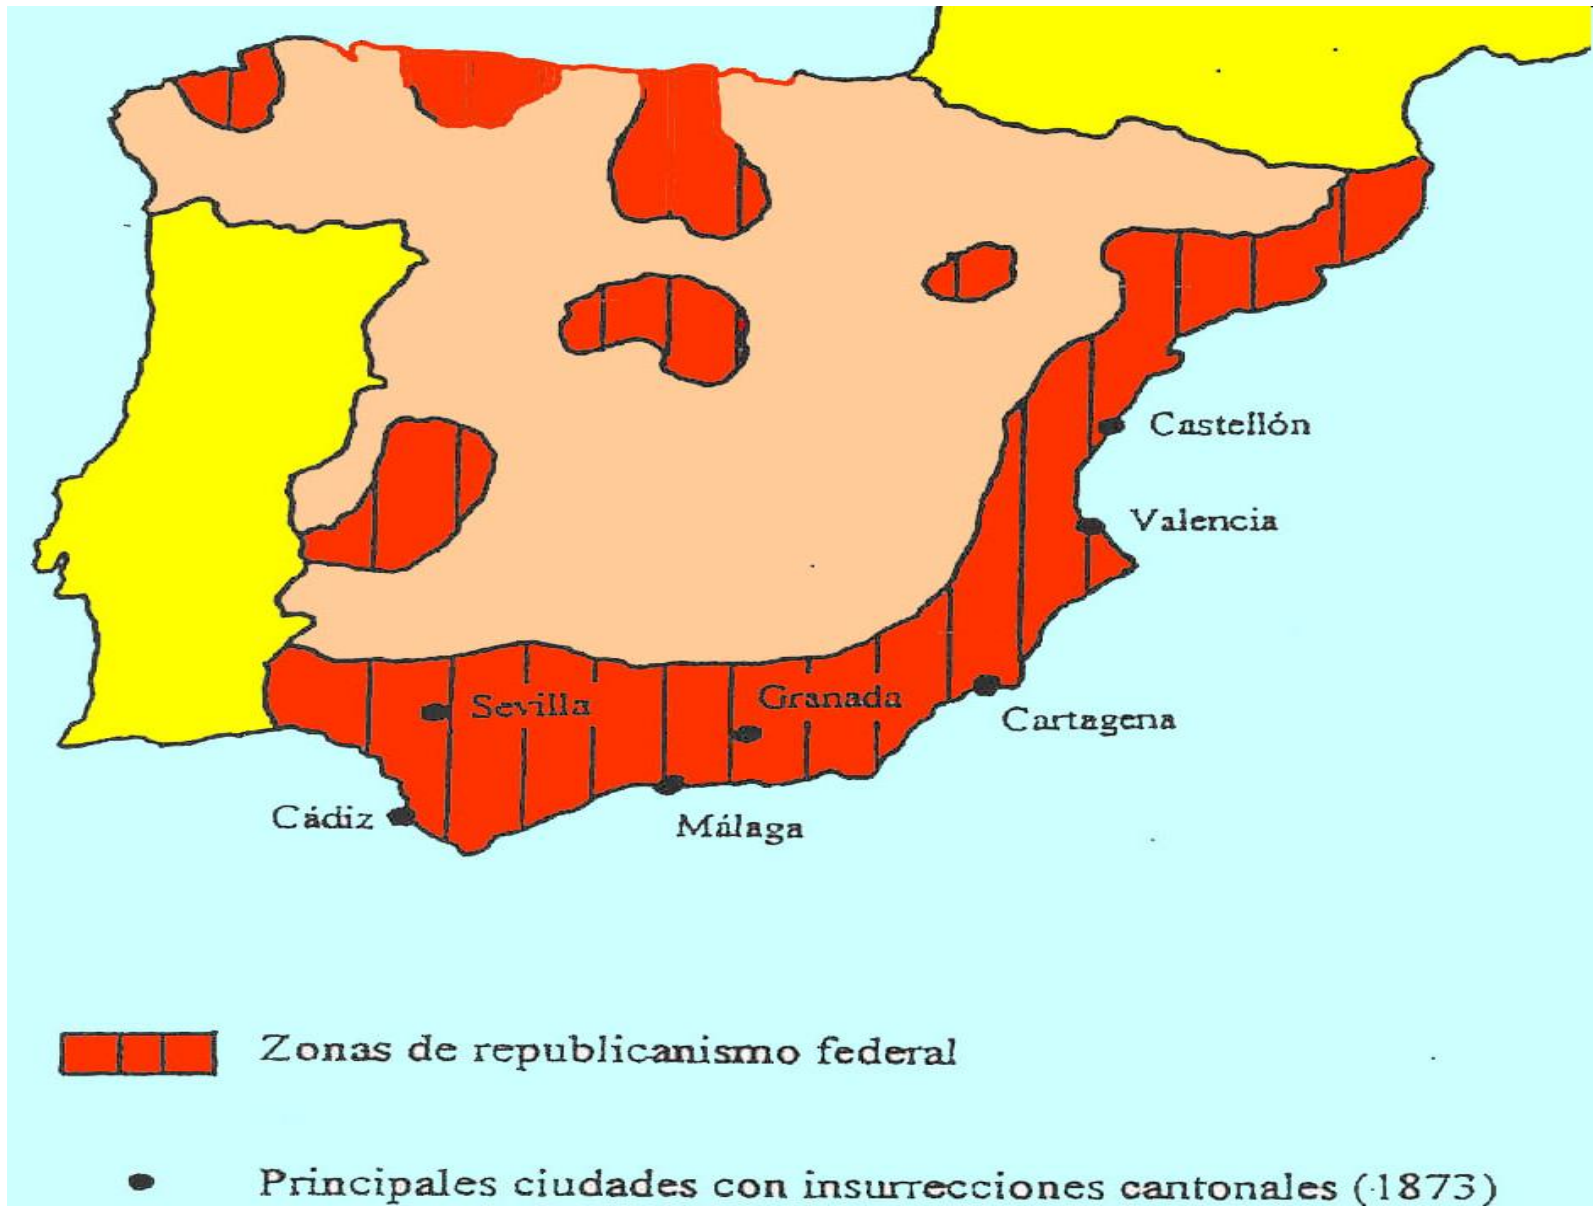 Castellón
Valencia
Sevilla
Granada
Cartagena
Cádiz
Málaga
Zonas de republicanismo federal
Principales ciudades con insurrecciones cantonales (1873)